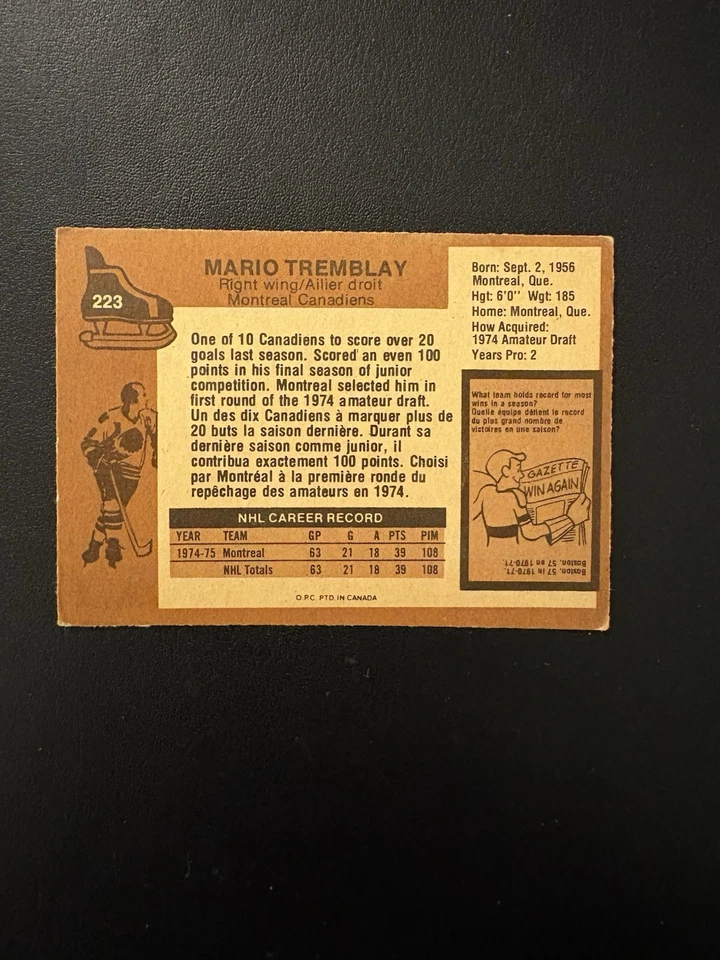 223
MARIO TREMBLAY
Right wing/Ailier droit
Montreal Canadiens
Born: Sept. 2, 1956
Montreal, Que.
Hgt: 6'0" Wgt: 185
Home: Montreal, Que.
How Acquired:
1974 Amateur Draft
Years Pro: 2
One of 10 Canadiens to score over 20
goals last season. Scored an even 100
points in his final season of junior
competition. Montreal selected him in
first round of the 1974 amateur draft.
Un des dix Canadiens à marquer plus de
20 buts la saison dernière. Durant sa
dernière saison comme junior, il
contribua exactement 100 points. Choisi
par Montréal à la première ronde du
repêchage des amateurs en 1974.
NHL CAREER RECORD
YEAR TEAM GP G A PTS PIM
1974-75 Montreal 63 21 18 39 108
NHL Totals 63 21 18 39 108
O.P.C. PTD. IN CANADA
What team holds record for most
wins in a season?
Quelle équipe détient le record
du plus grand nombre de
victoires en une saison?
GAZETTE
WIN AGAIN
Boston. 57 in 1970-71.
Boston. 57 en 1970-71.